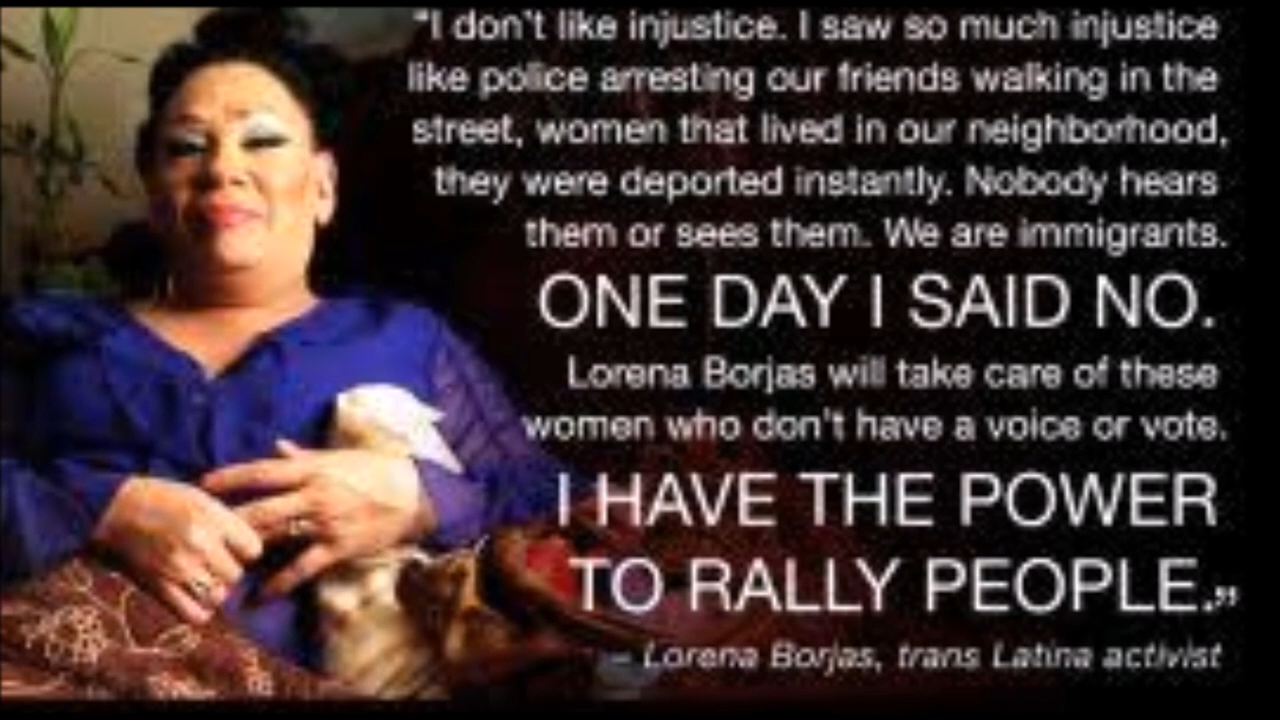 “I don't like injustice. I saw so much injustice
like police arresting our friends walking in the
street, women that lived in our neighborhood,
they were deported instantly. Nobody hears
them or sees them. We are immigrants.
ONE DAY I SAID NO.
Lorena Borjas will take care of these
women who don't have a voice or vote.
I HAVE THE POWER
TO RALLY PEOPLE.”
– Lorena Borjas, trans Latina activist